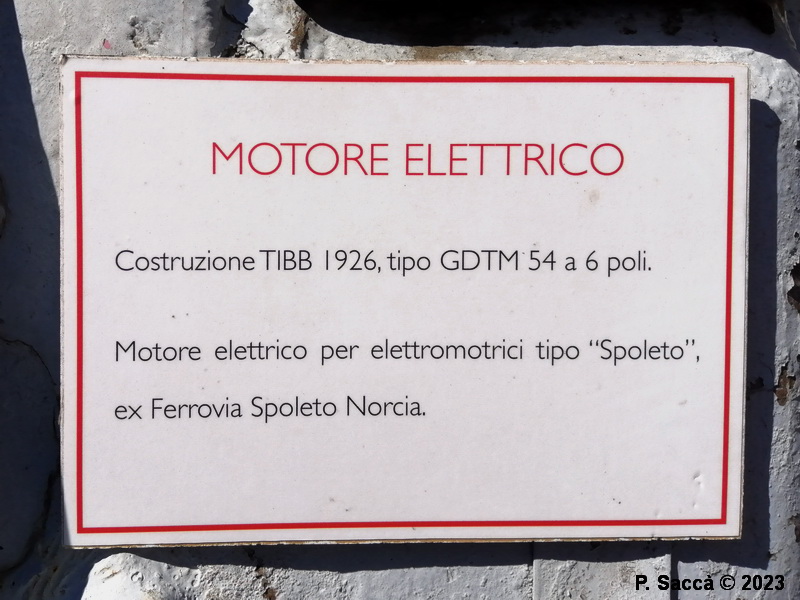 MOTORE ELETTRICO
Costruzione TIBB 1926, tipo GDTM 54 a 6 poli.
Motore elettrico per elettromotrici tipo “Spoleto”,
ex Ferrovia Spoleto Norcia.
P. Saccà © 2023